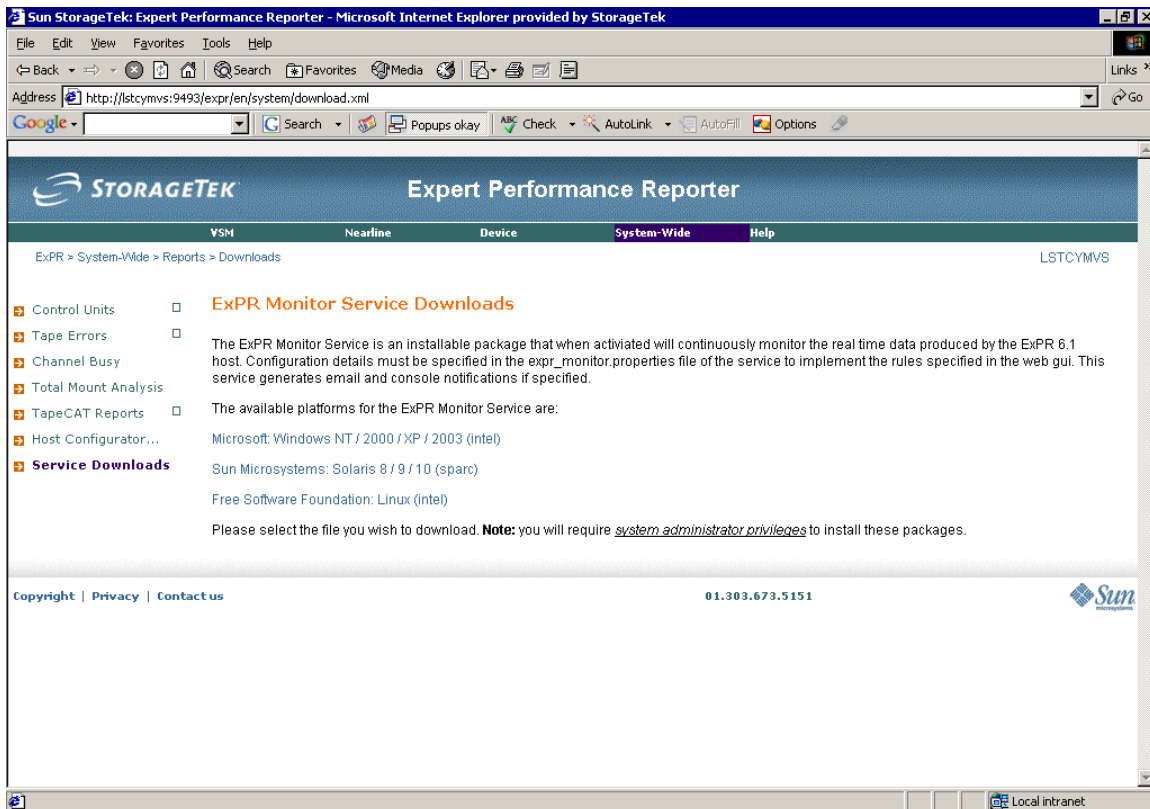 Sun StorageTek: Expert Performance Reporter - Microsoft Internet Explorer provided by StorageTek
File Edit View Favorites Tools Help
Back Search Favorites Media Links »
Address http://lstcymvs:9493/expr/en/system/download.xml Go
Google Search Popups okay ABC Check AutoLink AutoFill Options
STORAGETEK Expert Performance Reporter
VSM Nearline Device System-Wide Help
ExPR > System-Wide > Reports > Downloads LSTCYMVS
Control Units
Tape Errors
Channel Busy
Total Mount Analysis
TapeCAT Reports
Host Configurator...
Service Downloads
ExPR Monitor Service Downloads
The ExPR Monitor Service is an installable package that when activiated will continuously monitor the real time data produced by the ExPR 6.1
host. Configuration details must be specified in the expr_monitor.properties file of the service to implement the rules specified in the web gui. This
service generates email and console notifications if specified.
The available platforms for the ExPR Monitor Service are:
Microsoft: Windows NT / 2000 / XP / 2003 (intel)
Sun Microsystems: Solaris 8 / 9 / 10 (sparc)
Free Software Foundation: Linux (intel)
Please select the file you wish to download. Note: you will require system administrator privileges to install these packages.
Copyright | Privacy | Contact us 01.303.673.5151 Sun microsystems
Local intranet